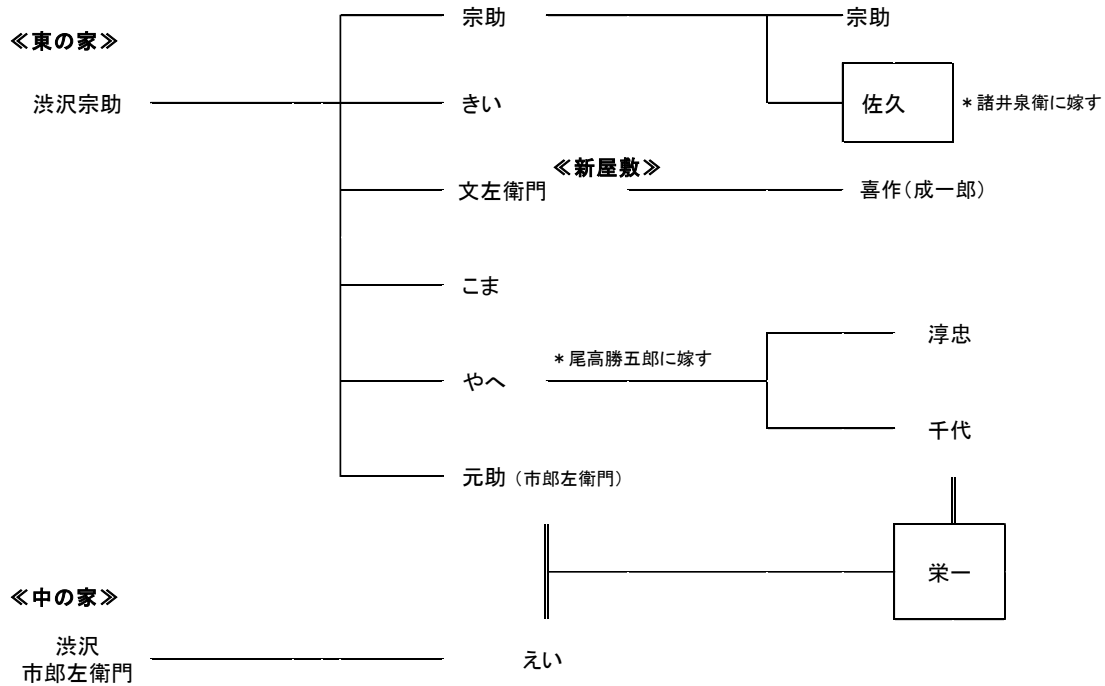 宗助
宗助
≪東の家≫
渋沢宗助
きい
佐久
*諸井泉衛に嫁す
≪新屋敷≫
文左衛門
喜作(成一郎)
こま
淳忠
*尾高勝五郎に嫁す
やへ
千代
元助(市郎左衛門)
栄一
≪中の家≫
渋沢
市郎左衛門
えい